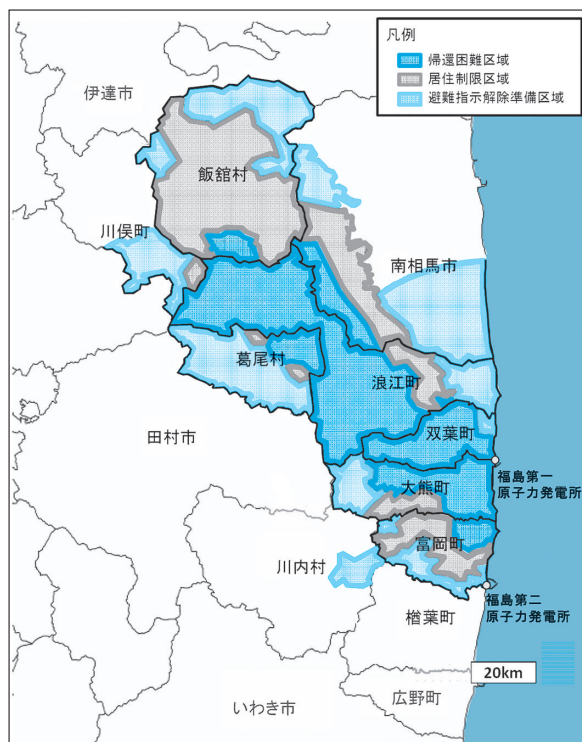 凡例
帰還困難区域
居住制限区域
避難指示解除準備区域
伊達市
飯舘村
川俣町
南相馬市
葛尾村
浪江町
田村市
双葉町
福島第一
原子力発電所
大熊町
富岡町
川内村
福島第二
原子力発電所
楢葉町
20km
広野町
いわき市